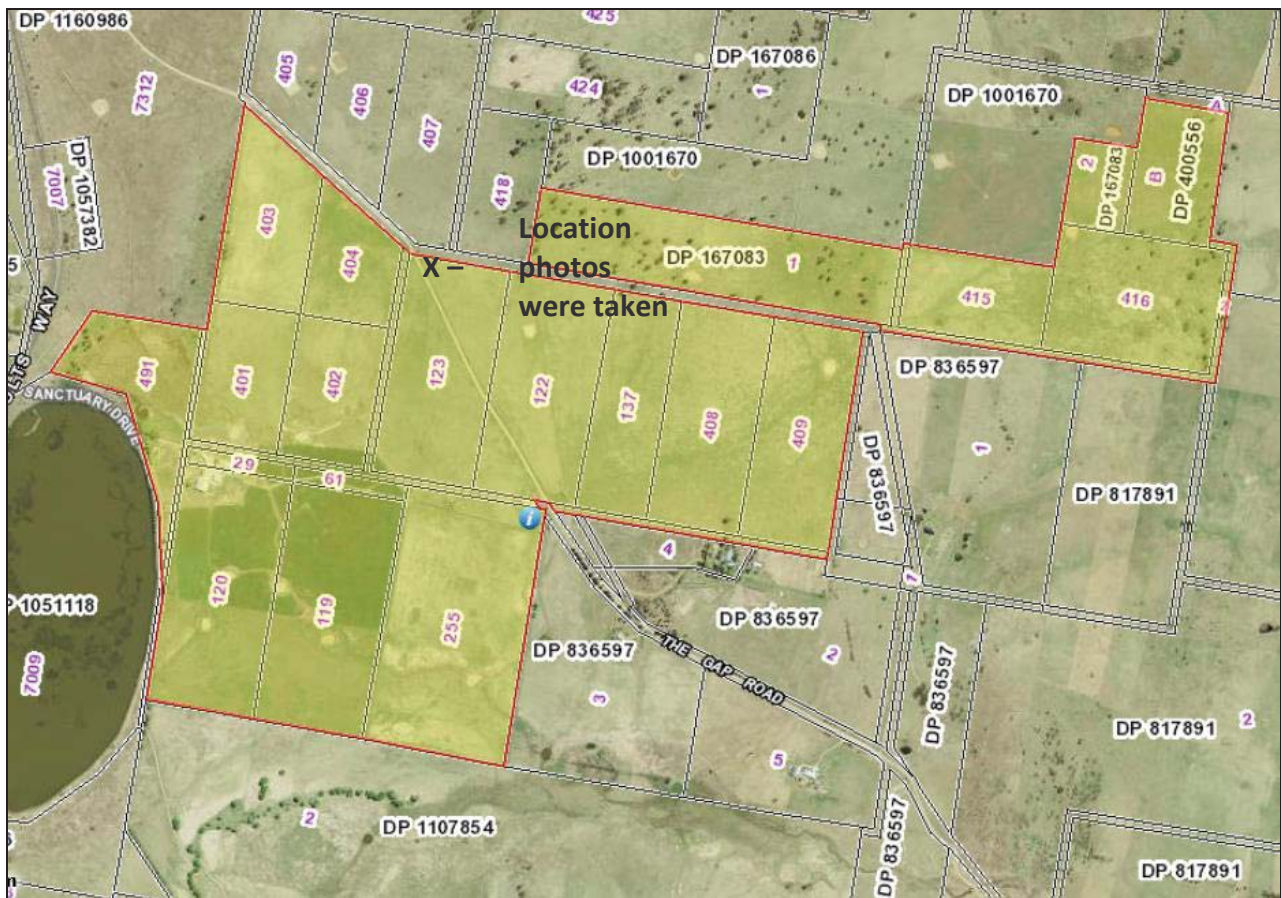 DP 1160986
425
405
406
424
DP 167086
1
7312
407
DP 1001670
A
DP 1057382
7007
418
DP 1001670
2
DP 167083
B
DP 400556
403
404
X –
Location
photos
were taken
DP 167083
1
415
416
5
WAY
491
401
402
123
122
137
408
409
DP 836597
1
SANCTUARY DRIVE
29
61
DP 836597
DP 817891
4
1
P 1051118
120
119
255
DP 836597
DP 836597
2
THE GAP ROAD
7009
3
DP 836597
5
DP 817891
2
2
DP 1107854
DP 836597
DP 817891